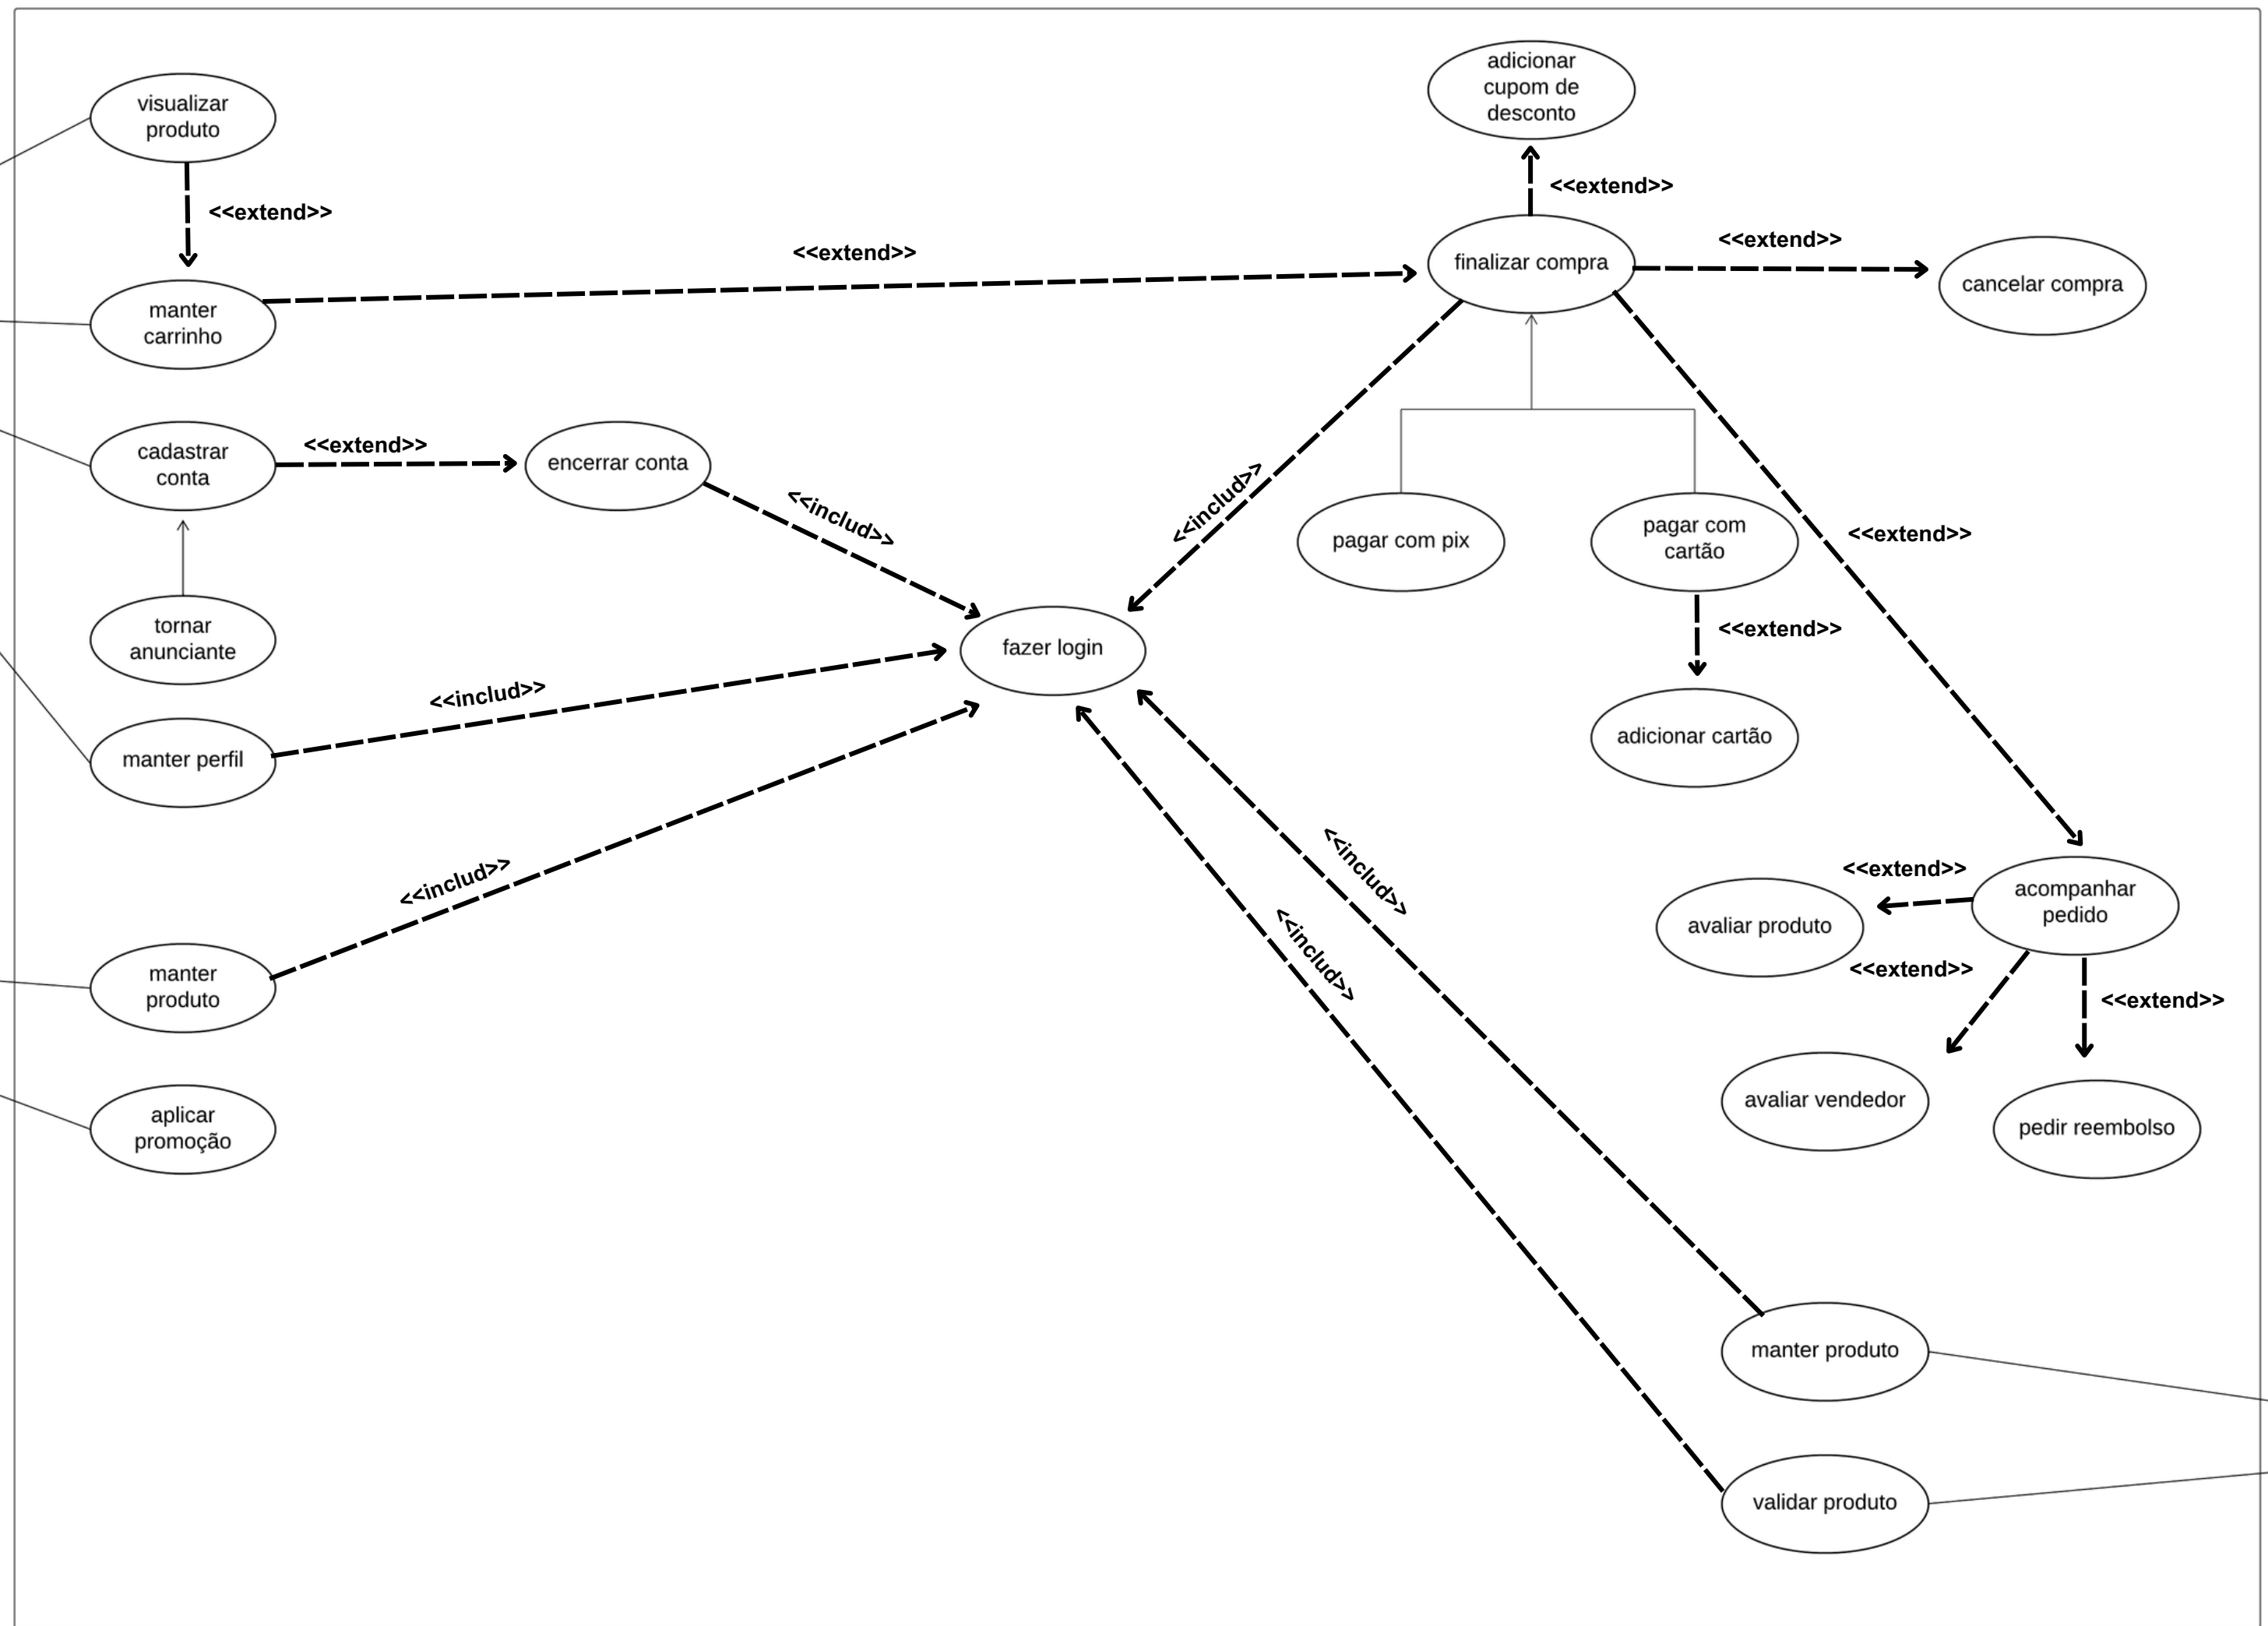 adicionar
cupom de
desconto
visualizar
produto
<<extend>>
<<extend>>
<<extend>>
<<extend>>
finalizar compra
cancelar compra
manter
carrinho
cadastrar
conta
<<extend>>
encerrar conta
<<includ>>
<<includ>>
pagar com pix
pagar com
cartão
<<extend>>
<<extend>>
tornar
anunciante
fazer login
<<includ>>
manter perfil
adicionar cartão
<<includ>>
<<includ>>
<<includ>>
<<extend>>
acompanhar
pedido
avaliar produto
<<extend>>
<<extend>>
manter
produto
avaliar vendedor
pedir reembolso
aplicar
promoção
manter produto
validar produto